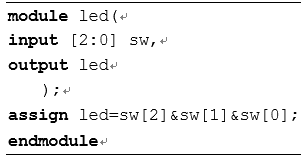 module led(
input [2:0] sw,
output led
);
assign led=sw[2]&sw[1]&sw[0];
endmodule